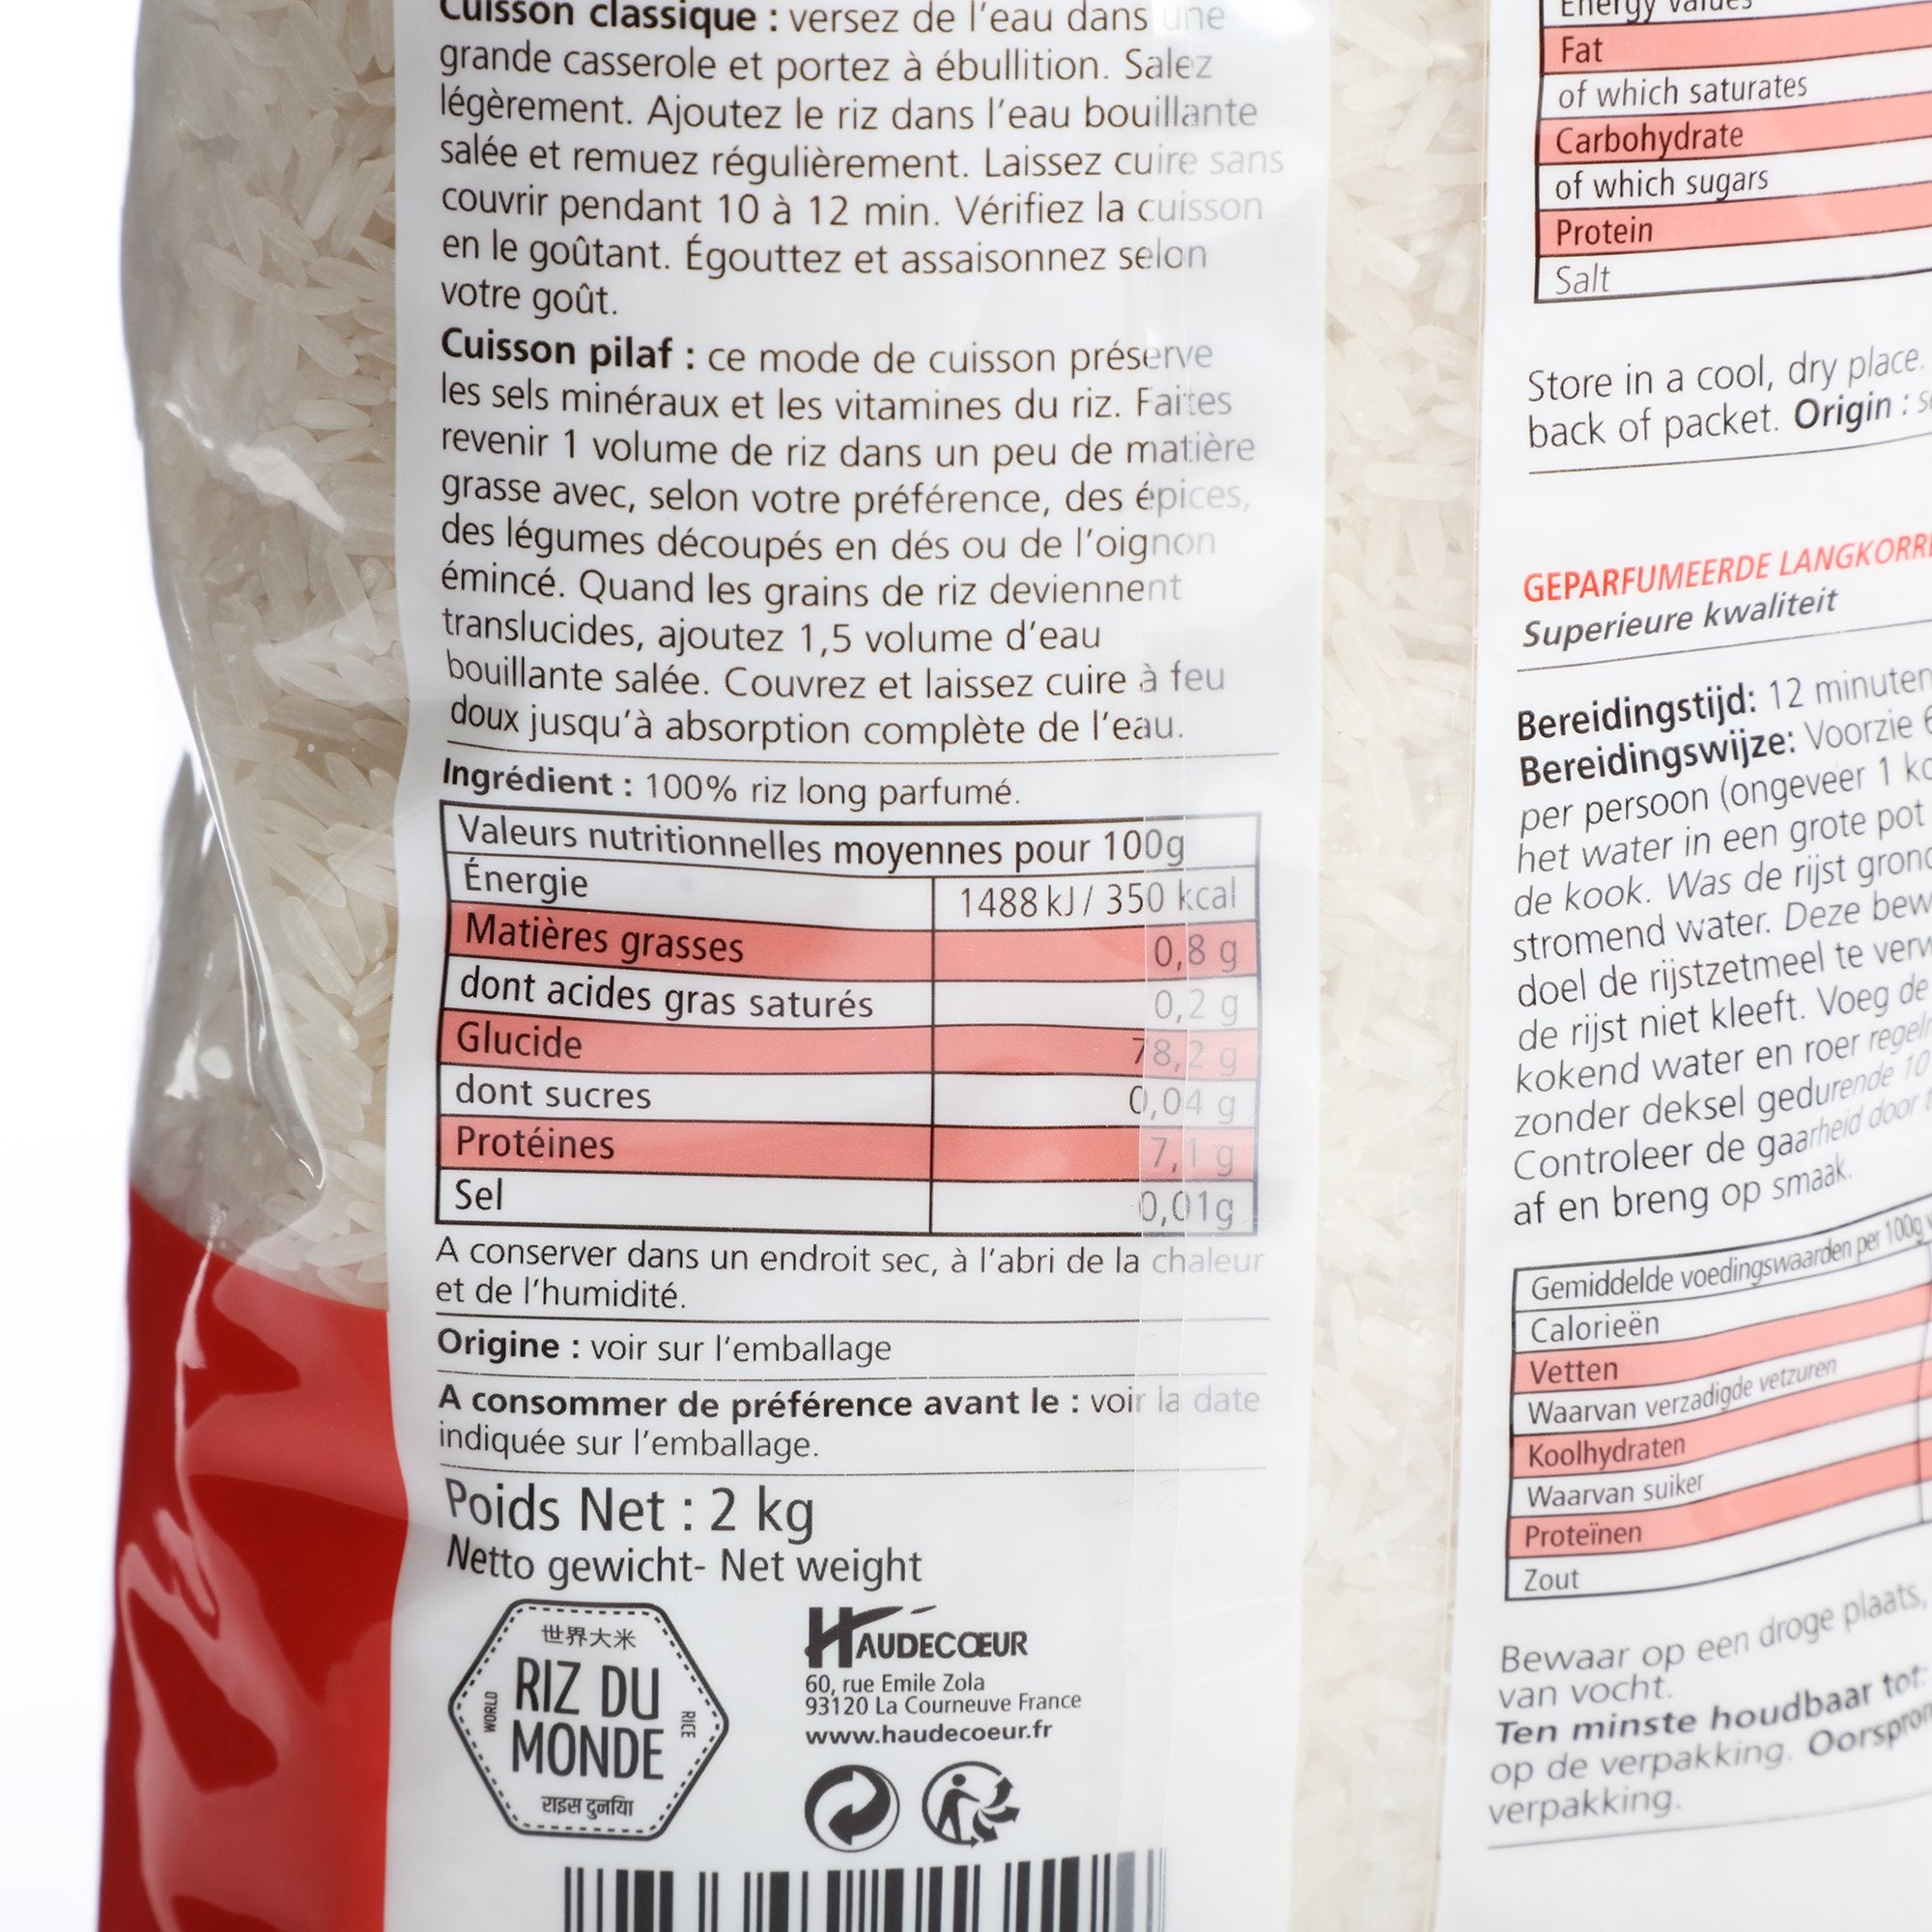 Cuisson classique : versez de l'eau dans une
grande casserole et portez à ébullition. Salez
légèrement. Ajoutez le riz dans l'eau bouillante
salée et remuez régulièrement. Laissez cuire sans
couvrir pendant 10 à 12 min. Vérifiez la cuisson
en le goûtant. Égouttez et assaisonnez selon
votre goût.
Cuisson pilaf : ce mode de cuisson préserve
les sels minéraux et les vitamines du riz. Faites
revenir 1 volume de riz dans un peu de matière
grasse avec, selon votre préférence, des épices,
des légumes découpés en dés ou de l'oignon
émincé. Quand les grains de riz deviennent
translucides, ajoutez 1,5 volume d'eau
bouillante salée. Couvrez et laissez cuire à feu
doux jusqu'à absorption complète de l'eau.
Ingrédient : 100% riz long parfumé.
Valeurs nutritionnelles moyennes pour 100g
Énergie 1488 kJ / 350 kcal
Matières grasses 0,8 g
dont acides gras saturés 0,2 g
Glucide 78,2 g
dont sucres 0,04 g
Protéines 7,1 g
Sel 0,01g
A conserver dans un endroit sec, à l'abri de la chaleur
et de l'humidité.
Origine : voir sur l'emballage
A consommer de préférence avant le : voir la date
indiquée sur l'emballage.
Poids Net : 2 kg
Netto gewicht- Net weight
世界大米
WORLD
RIZ DU
MONDE
RICE
राइस दुनिया
HAUDECŒUR
60, rue Emile Zola
93120 La Courneuve France
www.haudecoeur.fr
Energy values
Fat
of which saturates
Carbohydrate
of which sugars
Protein
Salt
Store in a cool, dry place.
back of packet. Origin :
GEPARFUMEERDE
Superieure kwaliteit
Bereidingstijd: 12 minuten
Bereidingswijze: Voorzie
per persoon (ongeveer 1
het water in een grote pot
de kook. Was de rijst
stromend water. Deze
doel de rijstzetmeel te
de rijst niet kleeft. Voeg de
kokend water en roer
zonder deksel gedurende 10
Controleer de gaarheid door
af en breng op smaak.
Gemiddelde voedingswaarden per 100g
Calorieën
Vetten
Waarvan verzadigde vetzuren
Koolhydraten
Waarvan suiker
Proteïnen
Zout
Bewaar op een droge plaats,
van vocht.
Ten minste houdbaar tot:
op de verpakking.
verpakking.